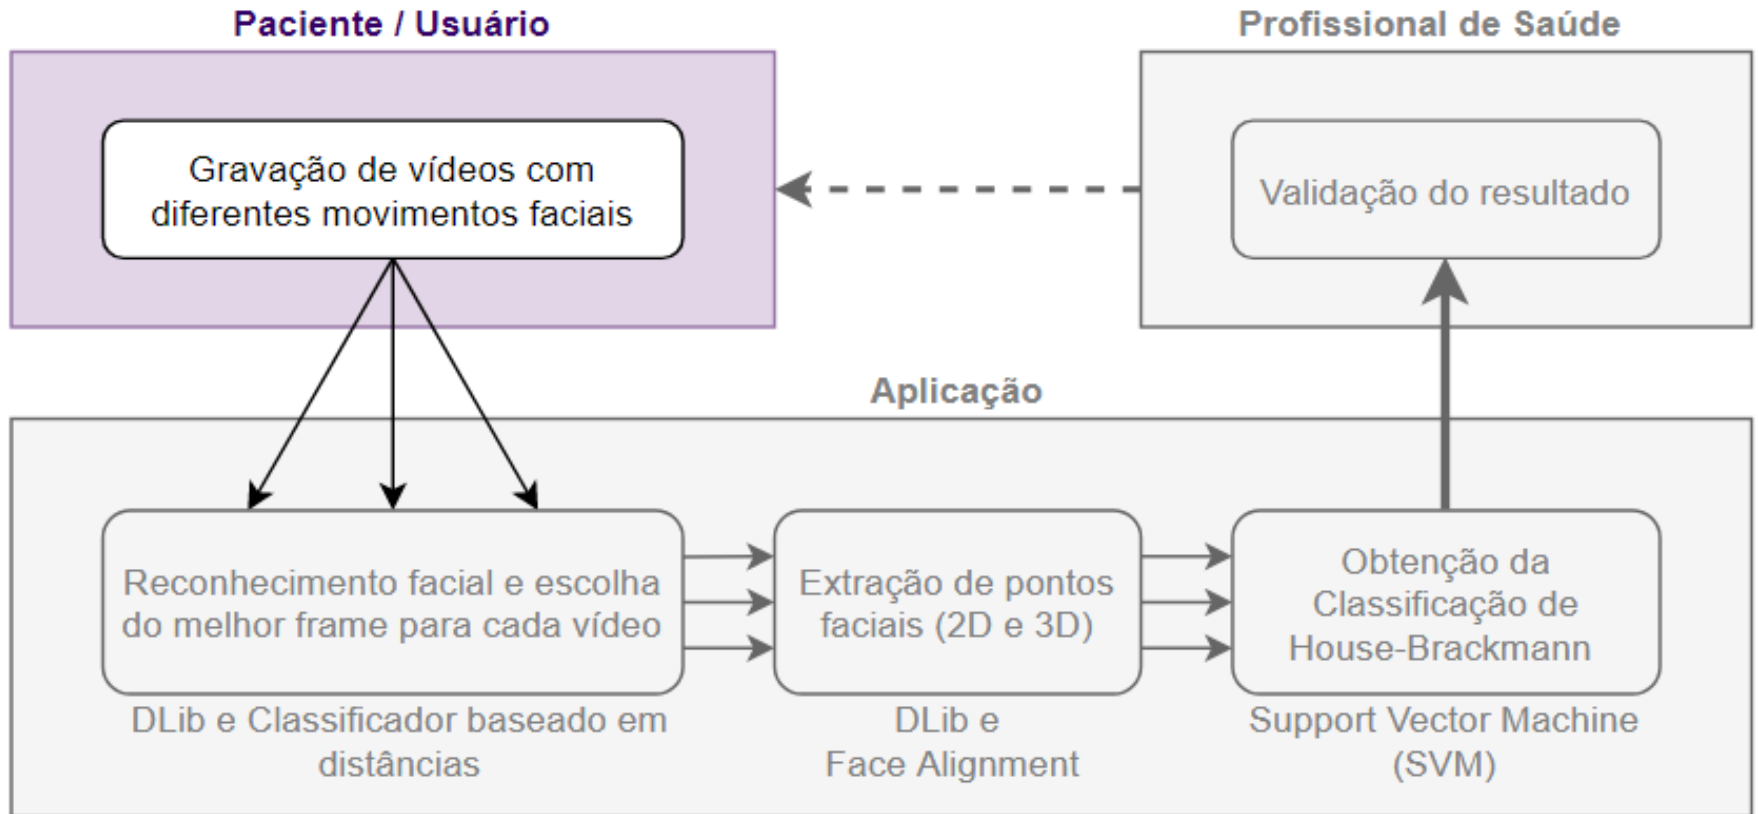 Paciente / Usuário
Profissional de Saúde
Gravação de vídeos com
diferentes movimentos faciais
Validação do resultado
Aplicação
Reconhecimento facial e escolha
do melhor frame para cada vídeo
DLib e Classificador baseado em
distâncias
Extração de pontos
faciais (2D e 3D)
DLib e
Face Alignment
Obtenção da
Classificação de
House-Brackmann
Support Vector Machine
(SVM)